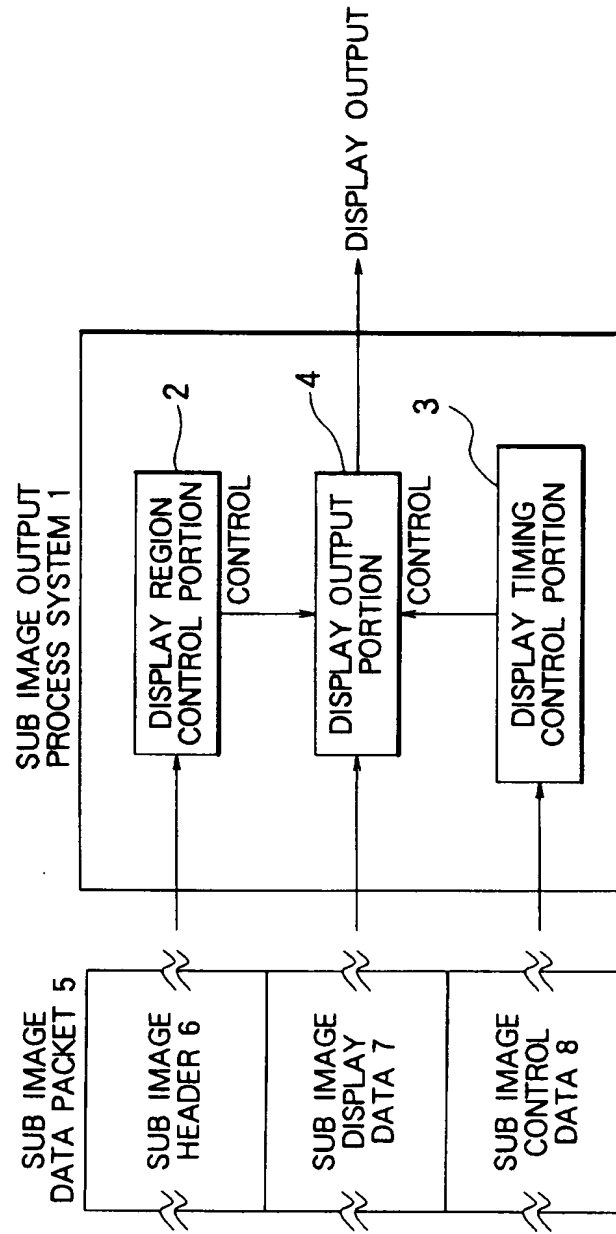 SUB IMAGE
DATA PACKET 5
SUB IMAGE
HEADER 6
SUB IMAGE
DISPLAY
DATA 7
SUB IMAGE
CONTROL
DATA 8
SUB IMAGE OUTPUT
PROCESS SYSTEM 1
DISPLAY REGION
CONTROL PORTION
2
CONTROL
DISPLAY OUTPUT
PORTION
4
CONTROL
DISPLAY TIMING
CONTROL PORTION
3
DISPLAY OUTPUT